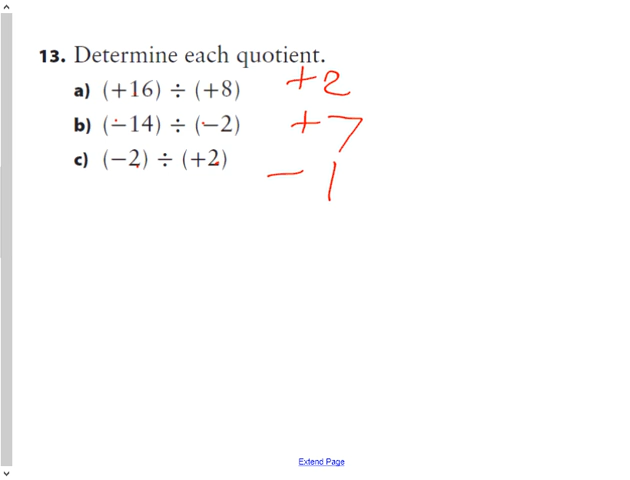 13. Determine each quotient.
a) (+16) ÷ (+8) +2
b) (−14) ÷ (−2) +7
c) (−2) ÷ (+2) −1
Extend Page